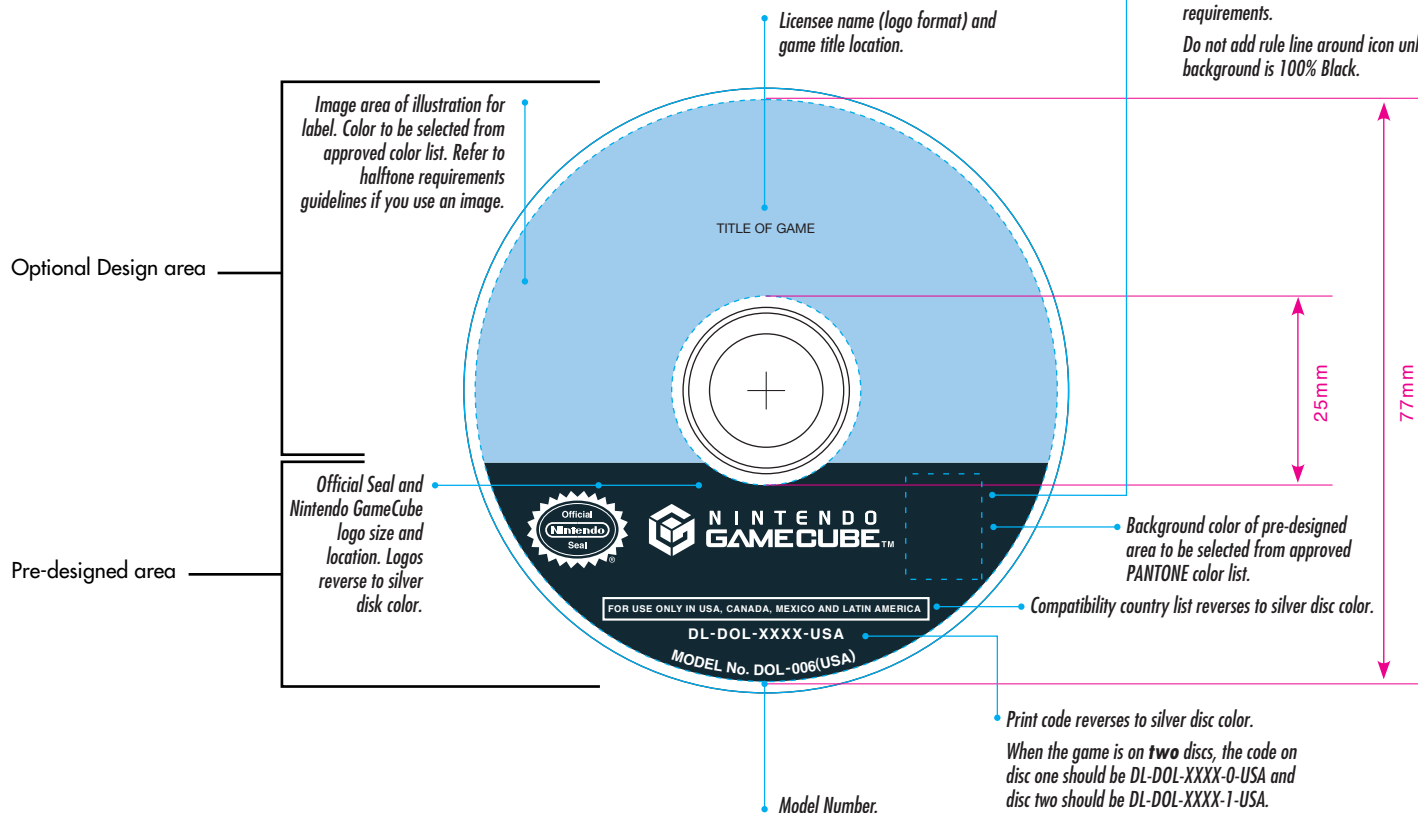 Licensee name (logo format) and
game title location.
requirements.
Do not add rule line around icon
background is 100% Black.
Image area of illustration for
label. Color to be selected from
approved color list. Refer to
halftone requirements
guidelines if you use an image.
TITLE OF GAME
Optional Design area
25mm
77mm
Official Seal and
Nintendo GameCube
logo size and
location. Logos
reverse to silver
disk color.
Official
Nintendo
Seal
®
NINTENDO
GAMECUBE TM
Background color of pre-designed
area to be selected from approved
PANTONE color list.
Pre-designed area
FOR USE ONLY IN USA, CANADA, MEXICO AND LATIN AMERICA
Compatibility country list reverses to silver disc color.
DL-DOL-XXXX-USA
MODEL No. DOL-006(USA)
Print code reverses to silver disc color.
When the game is on two discs, the code on
disc one should be DL-DOL-XXXX-0-USA and
disc two should be DL-DOL-XXXX-1-USA.
Model Number.